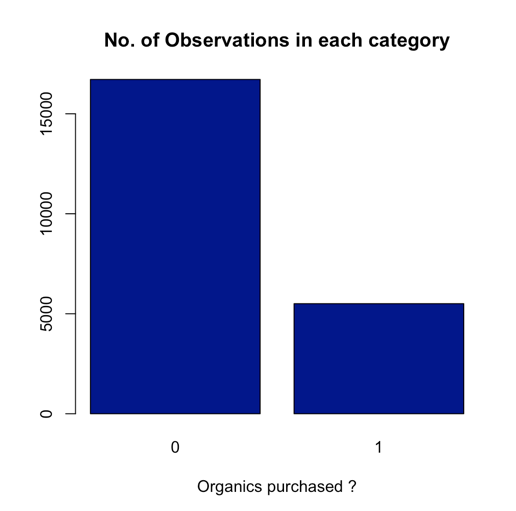 No. of Observations in each category
15000
10000
5000
0
0 1
Organics purchased ?